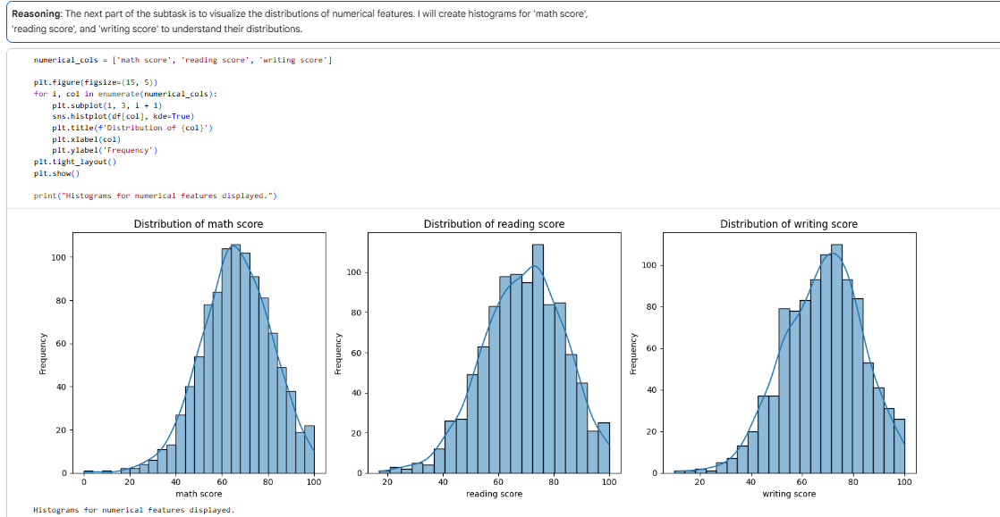 Reasoning: The next part of the subtask is to visualize the distributions of numerical features. I will create histograms for 'math score',
'reading score', and 'writing score' to understand their distributions.
numerical_cols = ['math score', 'reading score', 'writing score']
plt.figure(figsize=(15, 5))
for i, col in enumerate(numerical_cols):
    plt.subplot(1, 3, i + 1)
    sns.histplot(df[col], kde=True)
    plt.title(f'Distribution of {col}')
    plt.xlabel(col)
    plt.ylabel('Frequency')
plt.tight_layout()
plt.show()
print("Histograms for numerical features displayed.")
Distribution of math score
Frequency
100
80
60
40
20
0
0 20 40 60 80 100
math score
Distribution of reading score
Frequency
100
80
60
40
20
0
20 40 60 80 100
reading score
Distribution of writing score
Frequency
100
80
60
40
20
0
20 40 60 80 100
writing score
Histograms for numerical features displayed.